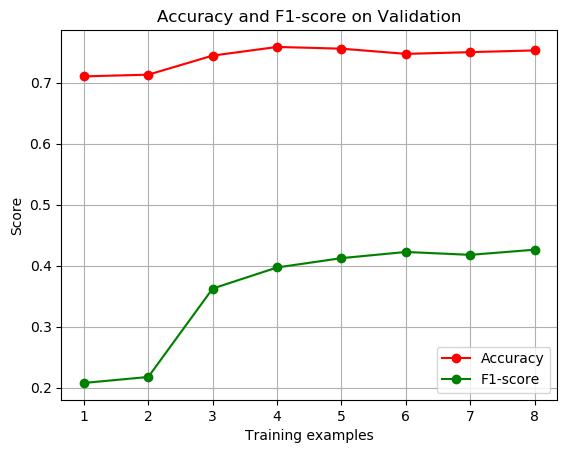 Accuracy and F1-score on Validation
Score
0.7
0.6
0.5
0.4
0.3
0.2
Accuracy
F1-score
1 2 3 4 5 6 7 8
Training examples